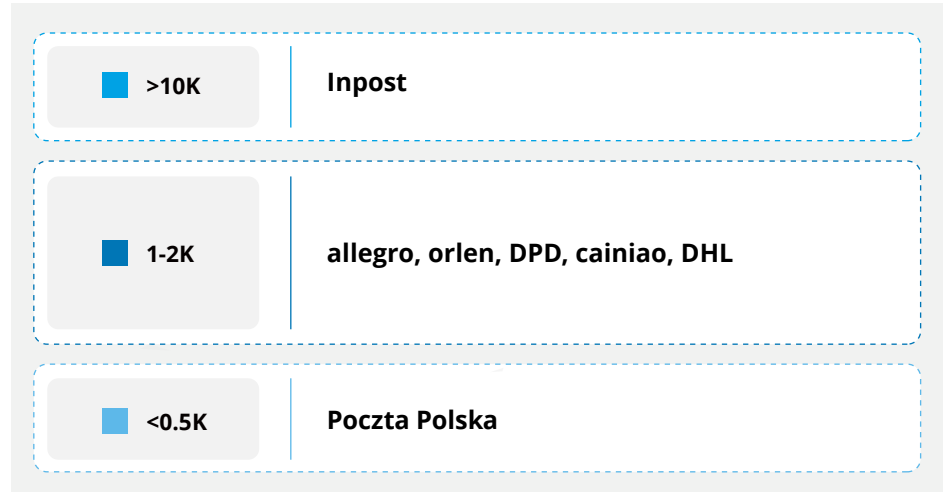 >10K
Inpost
1-2K
allegro, orlen, DPD, cainiao, DHL
<0.5K
Poczta Polska